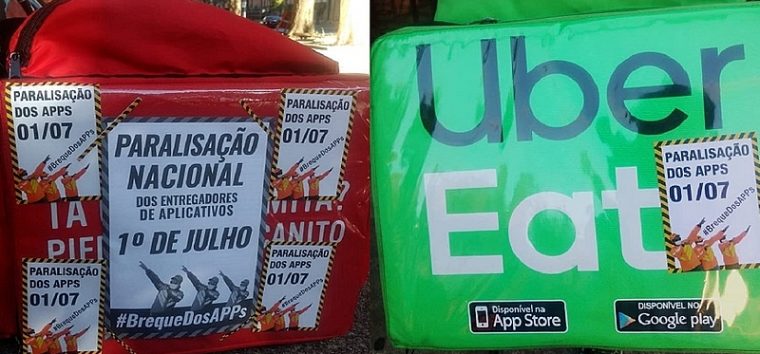 PARALISAÇÃO
DOS APPS
01/07
#BrequeDosAPPs
PARALISAÇÃO
NACIONAL
DOS ENTREGADORES
DE APLICATIVOS
1º DE JULHO
#BrequeDosAPPs
PARALISAÇÃO
DOS APPS
01/07
#BrequeDosAPPs
PARALISAÇÃO
DOS APPS
01/07
#BrequeDosAPPs
PARALISAÇÃO
DOS APPS
01/07
#BrequeDosAPPs
Uber
Eat
PARALISAÇÃO
DOS APPS
01/07
#BrequeDosAPPs
Disponível na
App Store
DISPONÍVEL NO
Google play